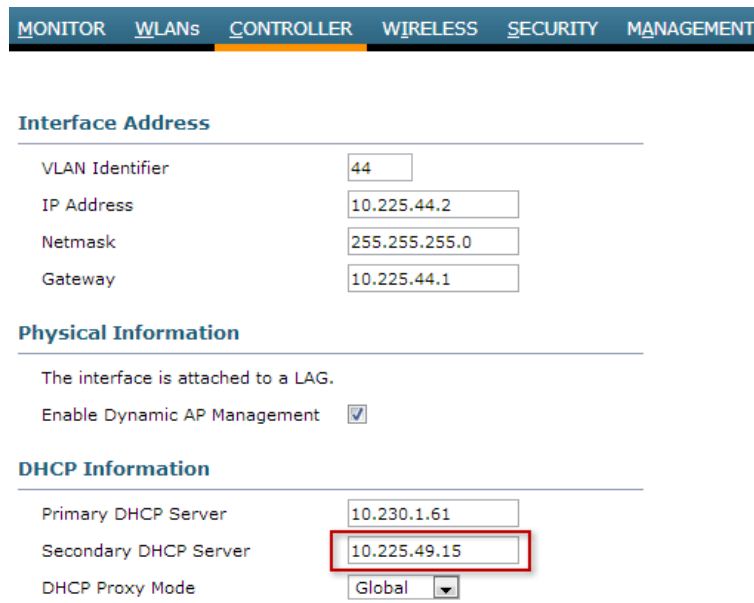 MONITOR WLANs CONTROLLER WIRELESS SECURITY MANAGEMENT
Interface Address
VLAN Identifier 44
IP Address 10.225.44.2
Netmask 255.255.255.0
Gateway 10.225.44.1
Physical Information
The interface is attached to a LAG.
Enable Dynamic AP Management
DHCP Information
Primary DHCP Server 10.230.1.61
Secondary DHCP Server 10.225.49.15
DHCP Proxy Mode Global